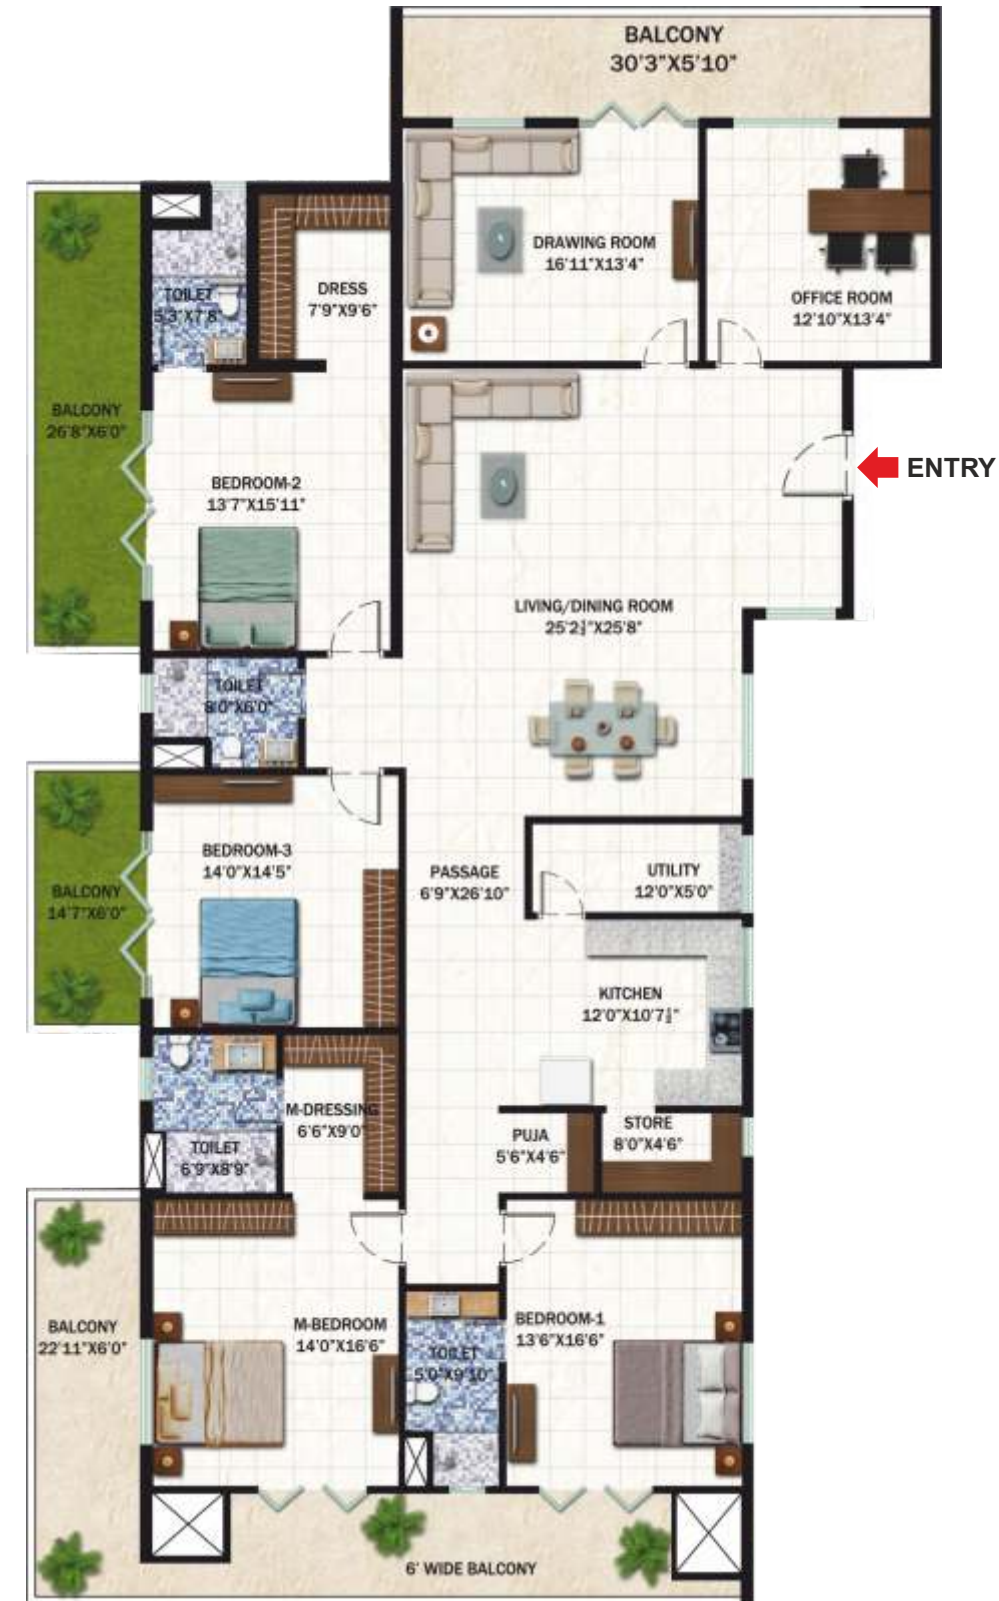 BALCONY
30'3"X5'10"
DRAWING ROOM
16'11"X13'4"
OFFICE ROOM
12'10"X13'4"
TOILET
5'3"X7'8"
DRESS
7'9"X9'6"
BALCONY
26'8"X6'0"
BEDROOM-2
13'7"X15'11"
ENTRY
LIVING/DINING ROOM
25'2½"X25'8"
TOILET
8'0"X6'0"
BEDROOM-3
14'0"X14'5"
BALCONY
14'7"X6'0"
PASSAGE
6'9"X26'10"
UTILITY
12'0"X5'0"
KITCHEN
12'0"X10'7½"
M-DRESSING
6'6"X9'0"
TOILET
6'9"X8'9"
PUJA
5'6"X4'6"
STORE
8'0"X4'6"
BALCONY
22'11"X6'0"
M-BEDROOM
14'0"X16'6"
TOILET
5'0"X9'10"
BEDROOM-1
13'6"X16'6"
6' WIDE BALCONY